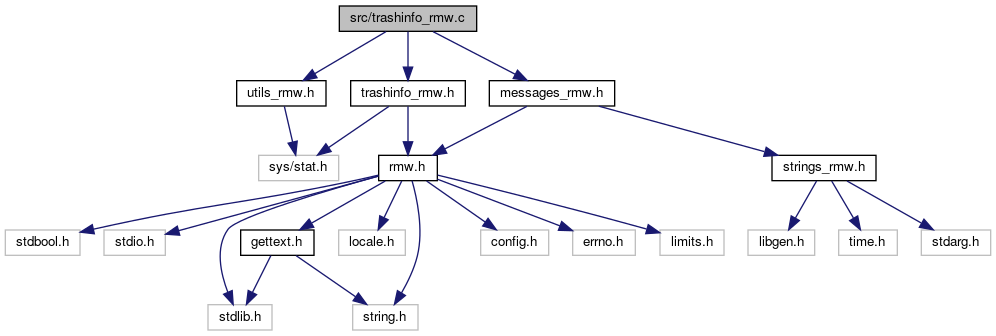 src/trashinfo_rmw.c
utils_rmw.h
trashinfo_rmw.h
messages_rmw.h
sys/stat.h
rmw.h
strings_rmw.h
stdbool.h
stdio.h
gettext.h
locale.h
config.h
errno.h
limits.h
libgen.h
time.h
stdarg.h
stdlib.h
string.h